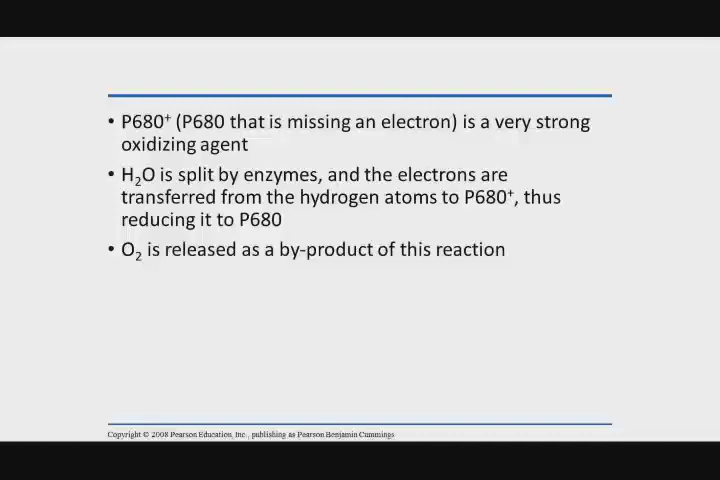 • P680⁺ (P680 that is missing an electron) is a very strong
oxidizing agent
• H₂O is split by enzymes, and the electrons are
transferred from the hydrogen atoms to P680⁺, thus
reducing it to P680
• O₂ is released as a by-product of this reaction
Copyright © 2008 Pearson Education, Inc., publishing as Pearson Benjamin Cummings